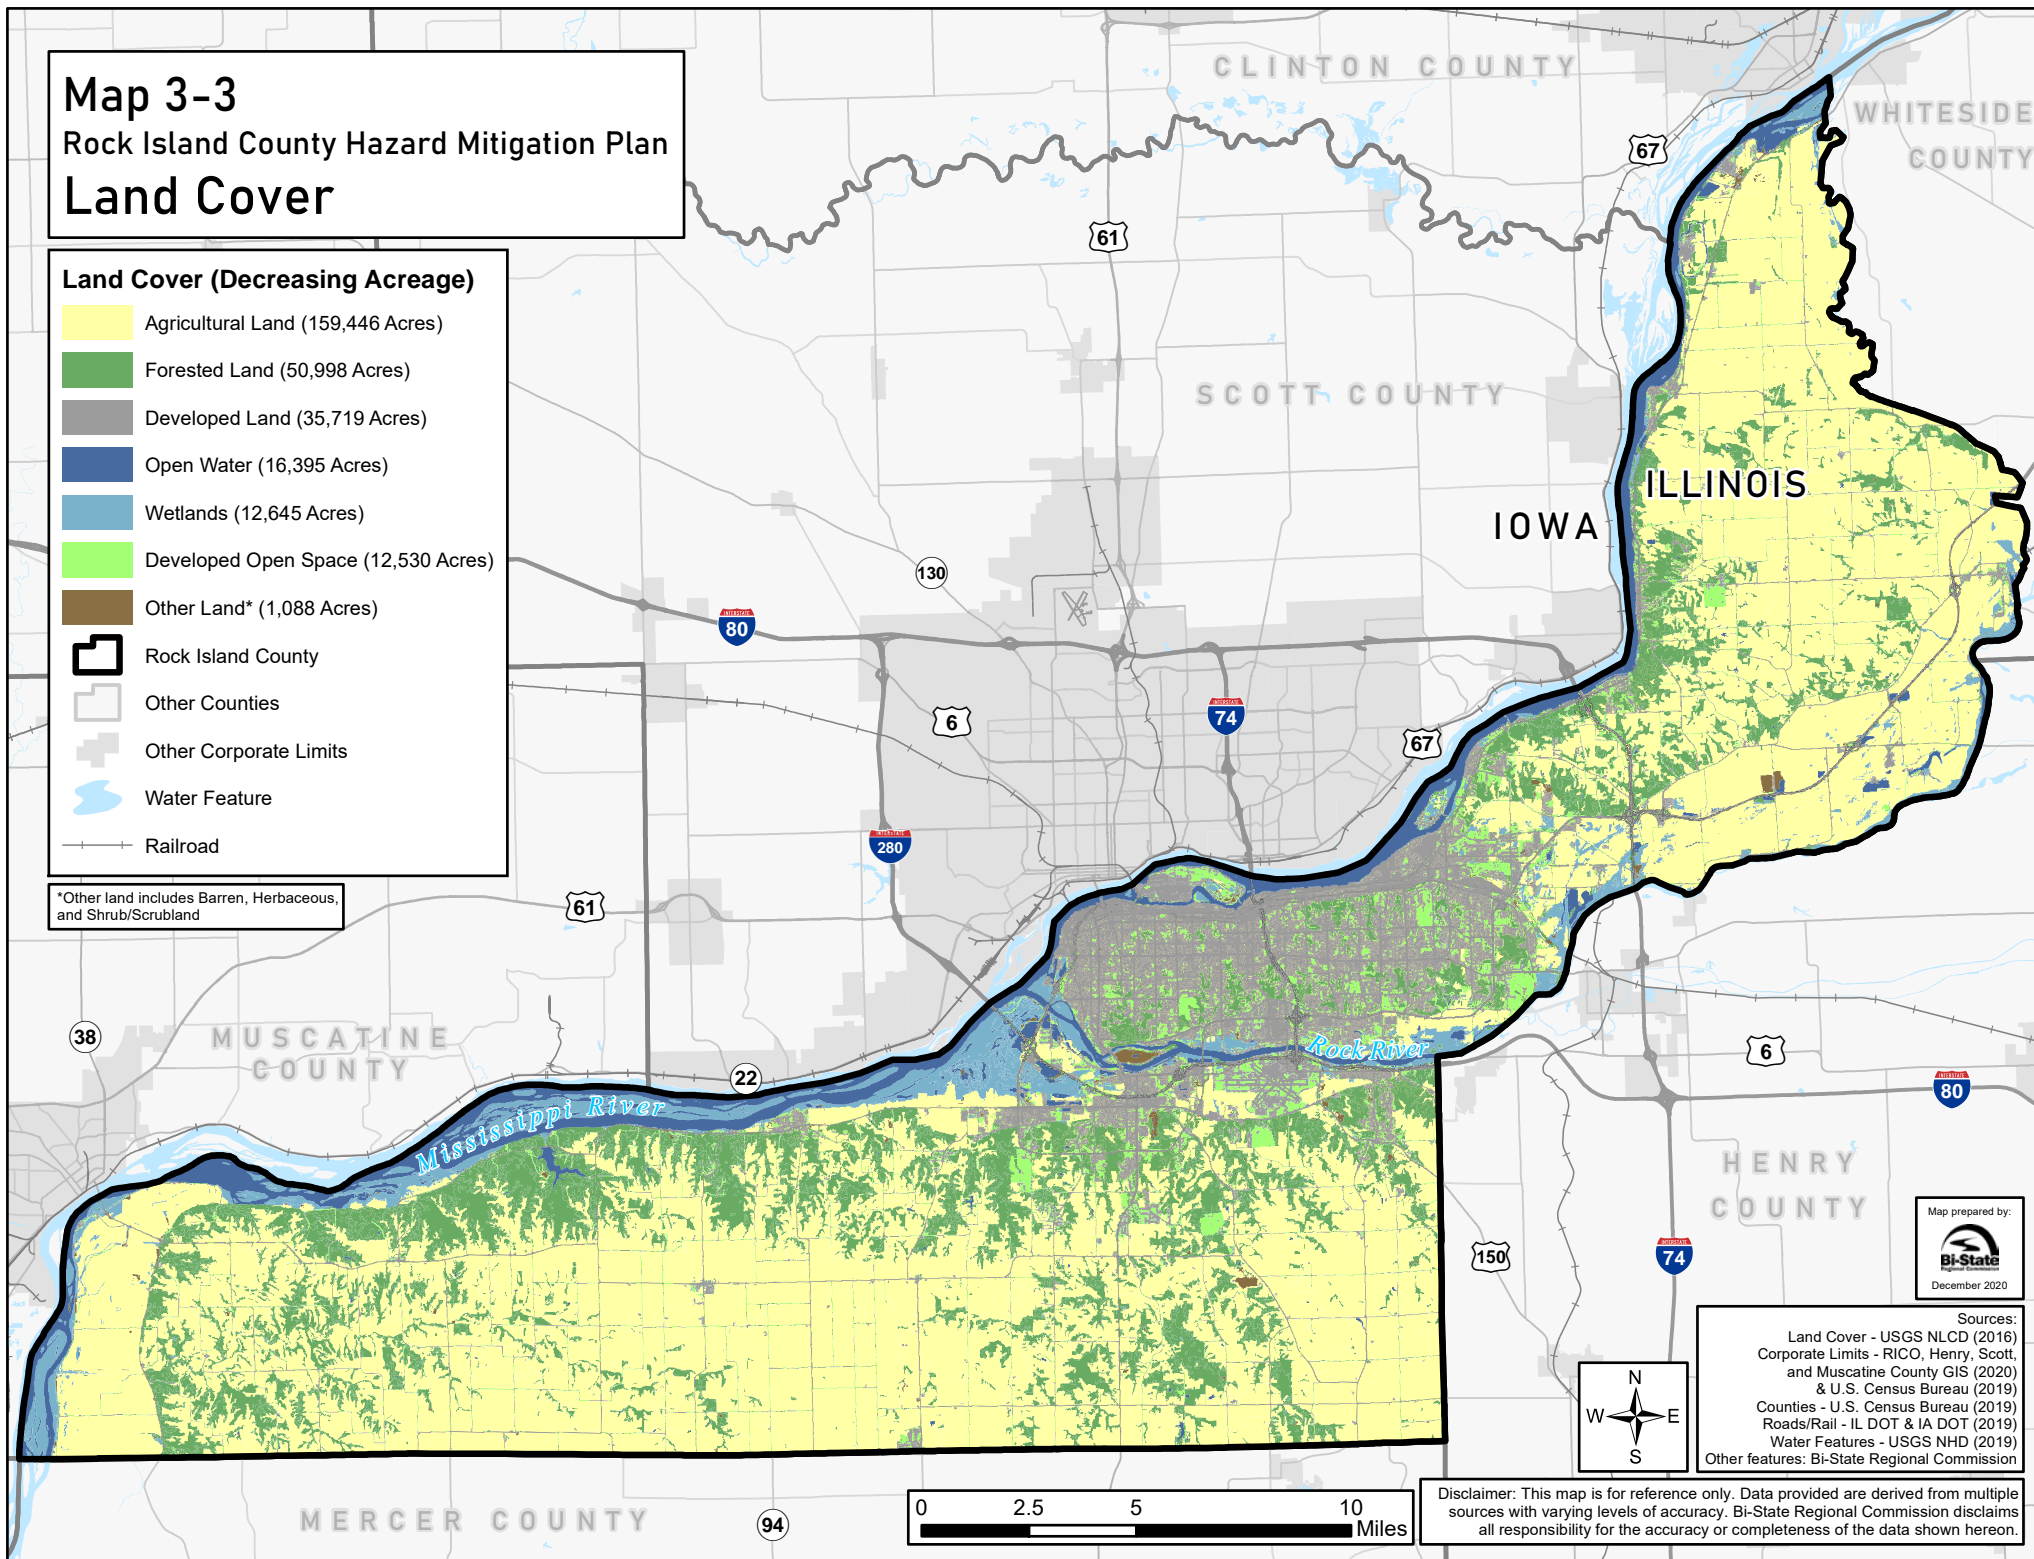 Map 3-3
Rock Island County Hazard Mitigation Plan
Land Cover
Land Cover (Decreasing Acreage)
Agricultural Land (159,446 Acres)
Forested Land (50,998 Acres)
Developed Land (35,719 Acres)
Open Water (16,395 Acres)
Wetlands (12,645 Acres)
Developed Open Space (12,530 Acres)
Other Land* (1,088 Acres)
Rock Island County
Other Counties
Other Corporate Limits
Water Feature
Railroad
*Other land includes Barren, Herbaceous,
and Shrub/Scrubland
CLINTON COUNTY
WHITESIDE
COUNTY
67
61
SCOTT COUNTY
ILLINOIS
IOWA
130
INTERSTATE
80
6
INTERSTATE
74
67
INTERSTATE
280
61
38
MUSCATINE
COUNTY
22
Rock River
6
INTERSTATE
80
Mississippi River
HENRY
COUNTY
150
INTERSTATE
74
MERCER COUNTY
94
Map prepared by:
Bi-State
Regional Commission
December 2020
Sources:
Land Cover - USGS NLCD (2016)
Corporate Limits - RICO, Henry, Scott,
and Muscatine County GIS (2020)
& U.S. Census Bureau (2019)
Counties - U.S. Census Bureau (2019)
Roads/Rail - IL DOT & IA DOT (2019)
Water Features - USGS NHD (2019)
Other features: Bi-State Regional Commission
N
W E
S
0 2.5 5 10
Miles
Disclaimer: This map is for reference only. Data provided are derived from multiple
sources with varying levels of accuracy. Bi-State Regional Commission disclaims
all responsibility for the accuracy or completeness of the data shown hereon.